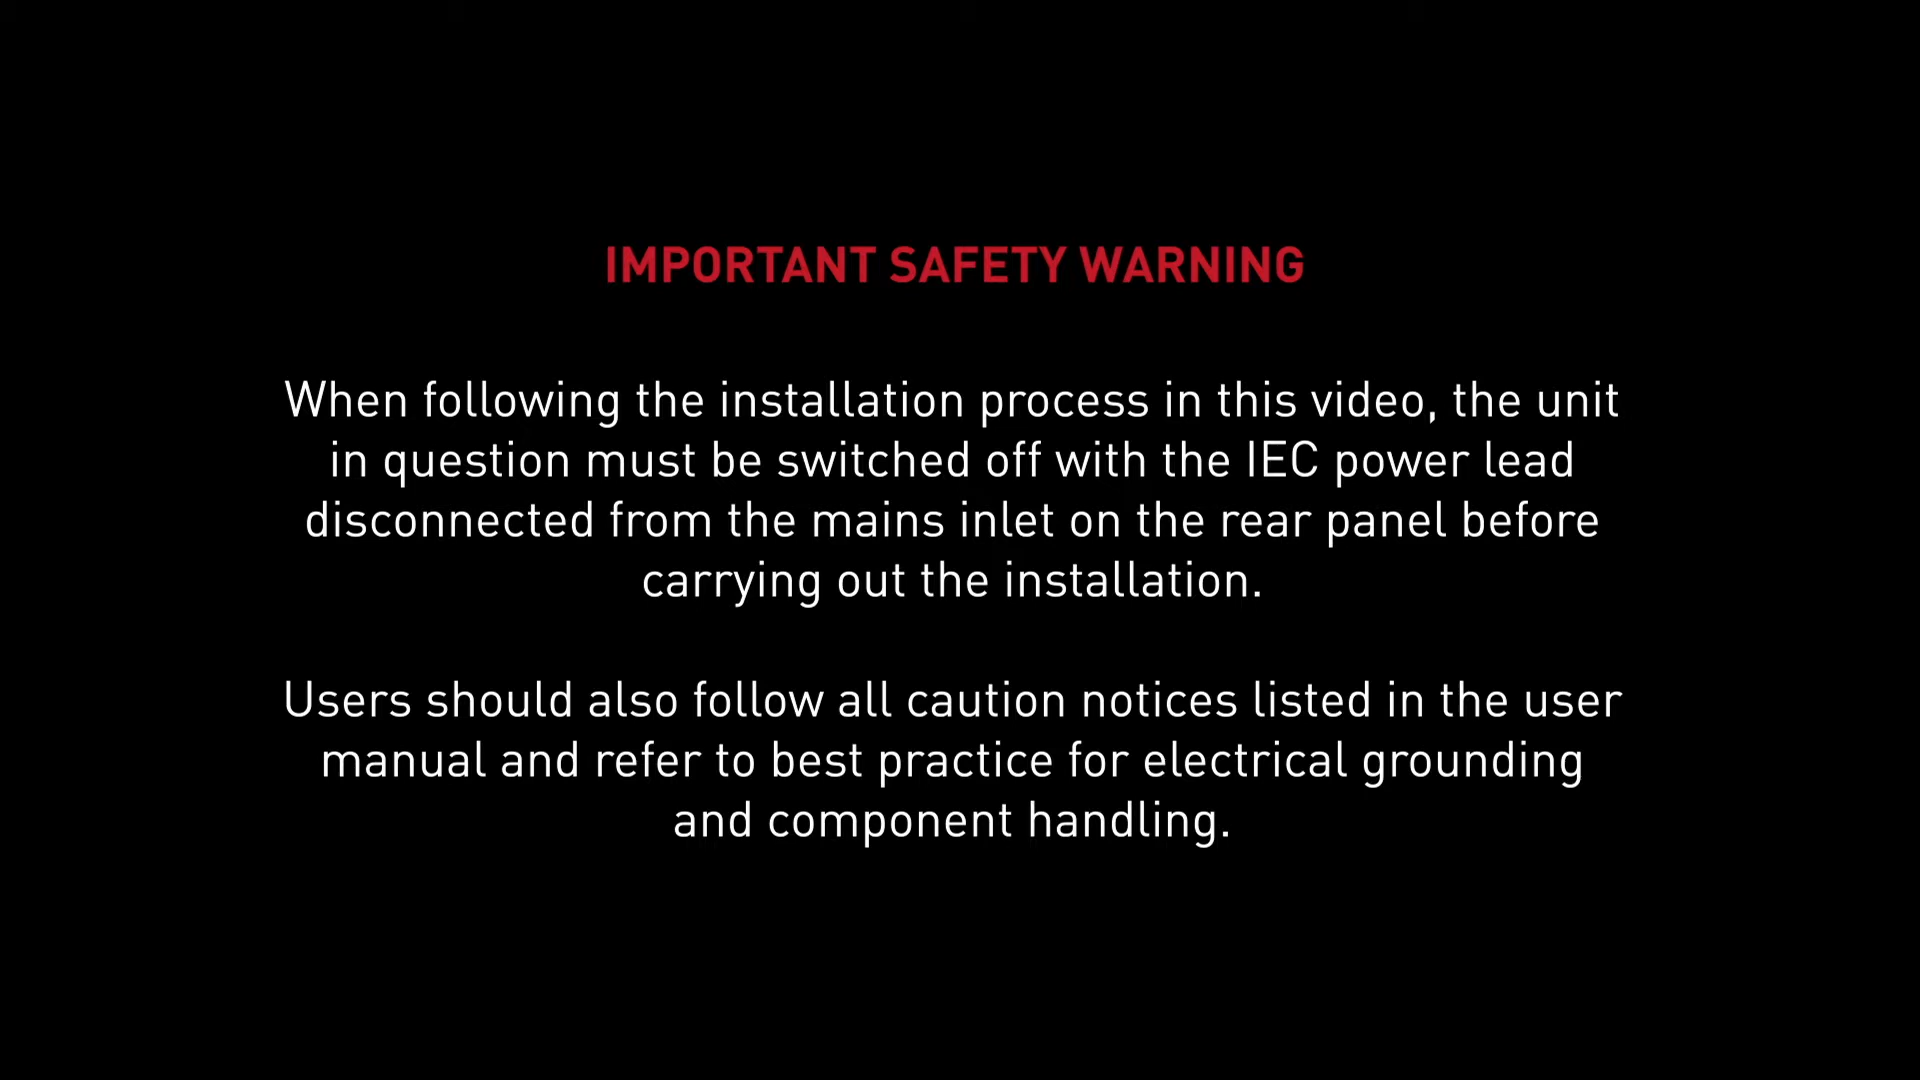 IMPORTANT SAFETY WARNING
When following the installation process in this video, the unit
in question must be switched off with the IEC power lead
disconnected from the mains inlet on the rear panel before
carrying out the installation.
Users should also follow all caution notices listed in the user
manual and refer to best practice for electrical grounding
and component handling.